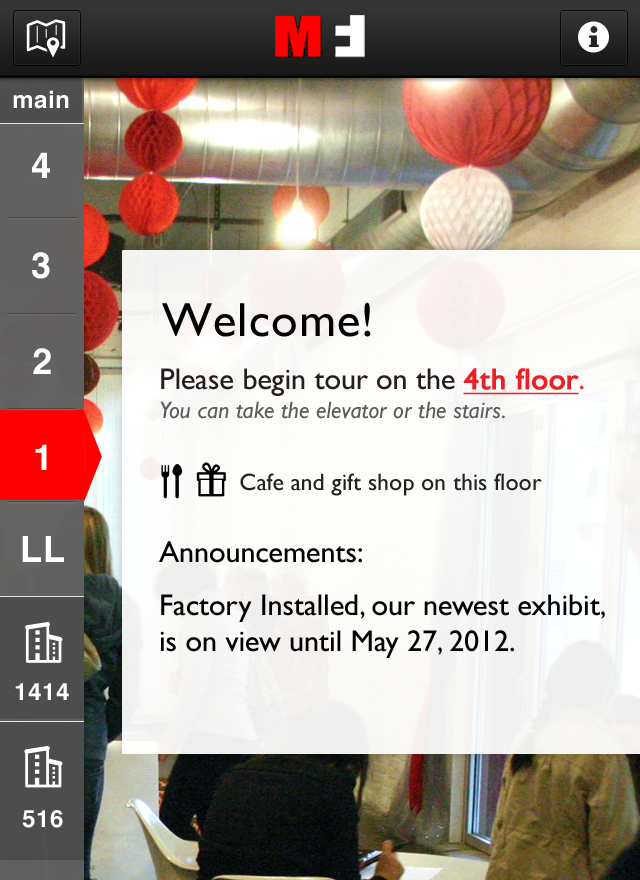 MF
main
4
3
2
1
LL
1414
516
Welcome!
Please begin tour on the 4th floor.
You can take the elevator or the stairs.
Cafe and gift shop on this floor
Announcements:
Factory Installed, our newest exhibit,
is on view until May 27, 2012.